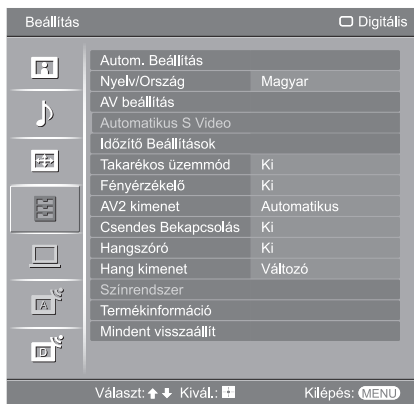 Beállítás Digitális
Autom. Beállítás
Nyelv/Ország Magyar
AV beállítás
Automatikus S Video
Időzítő Beállítások
Takarékos üzemmód Ki
Fényérzékelő Ki
AV2 kimenet Automatikus
Csendes Bekapcsolás Ki
Hangszóró Ki
Hang kimenet Változó
Színrendszer
Termékinformáció
Mindent visszaállít
A
D
Választ: Kivál.: Kilépés: MENU